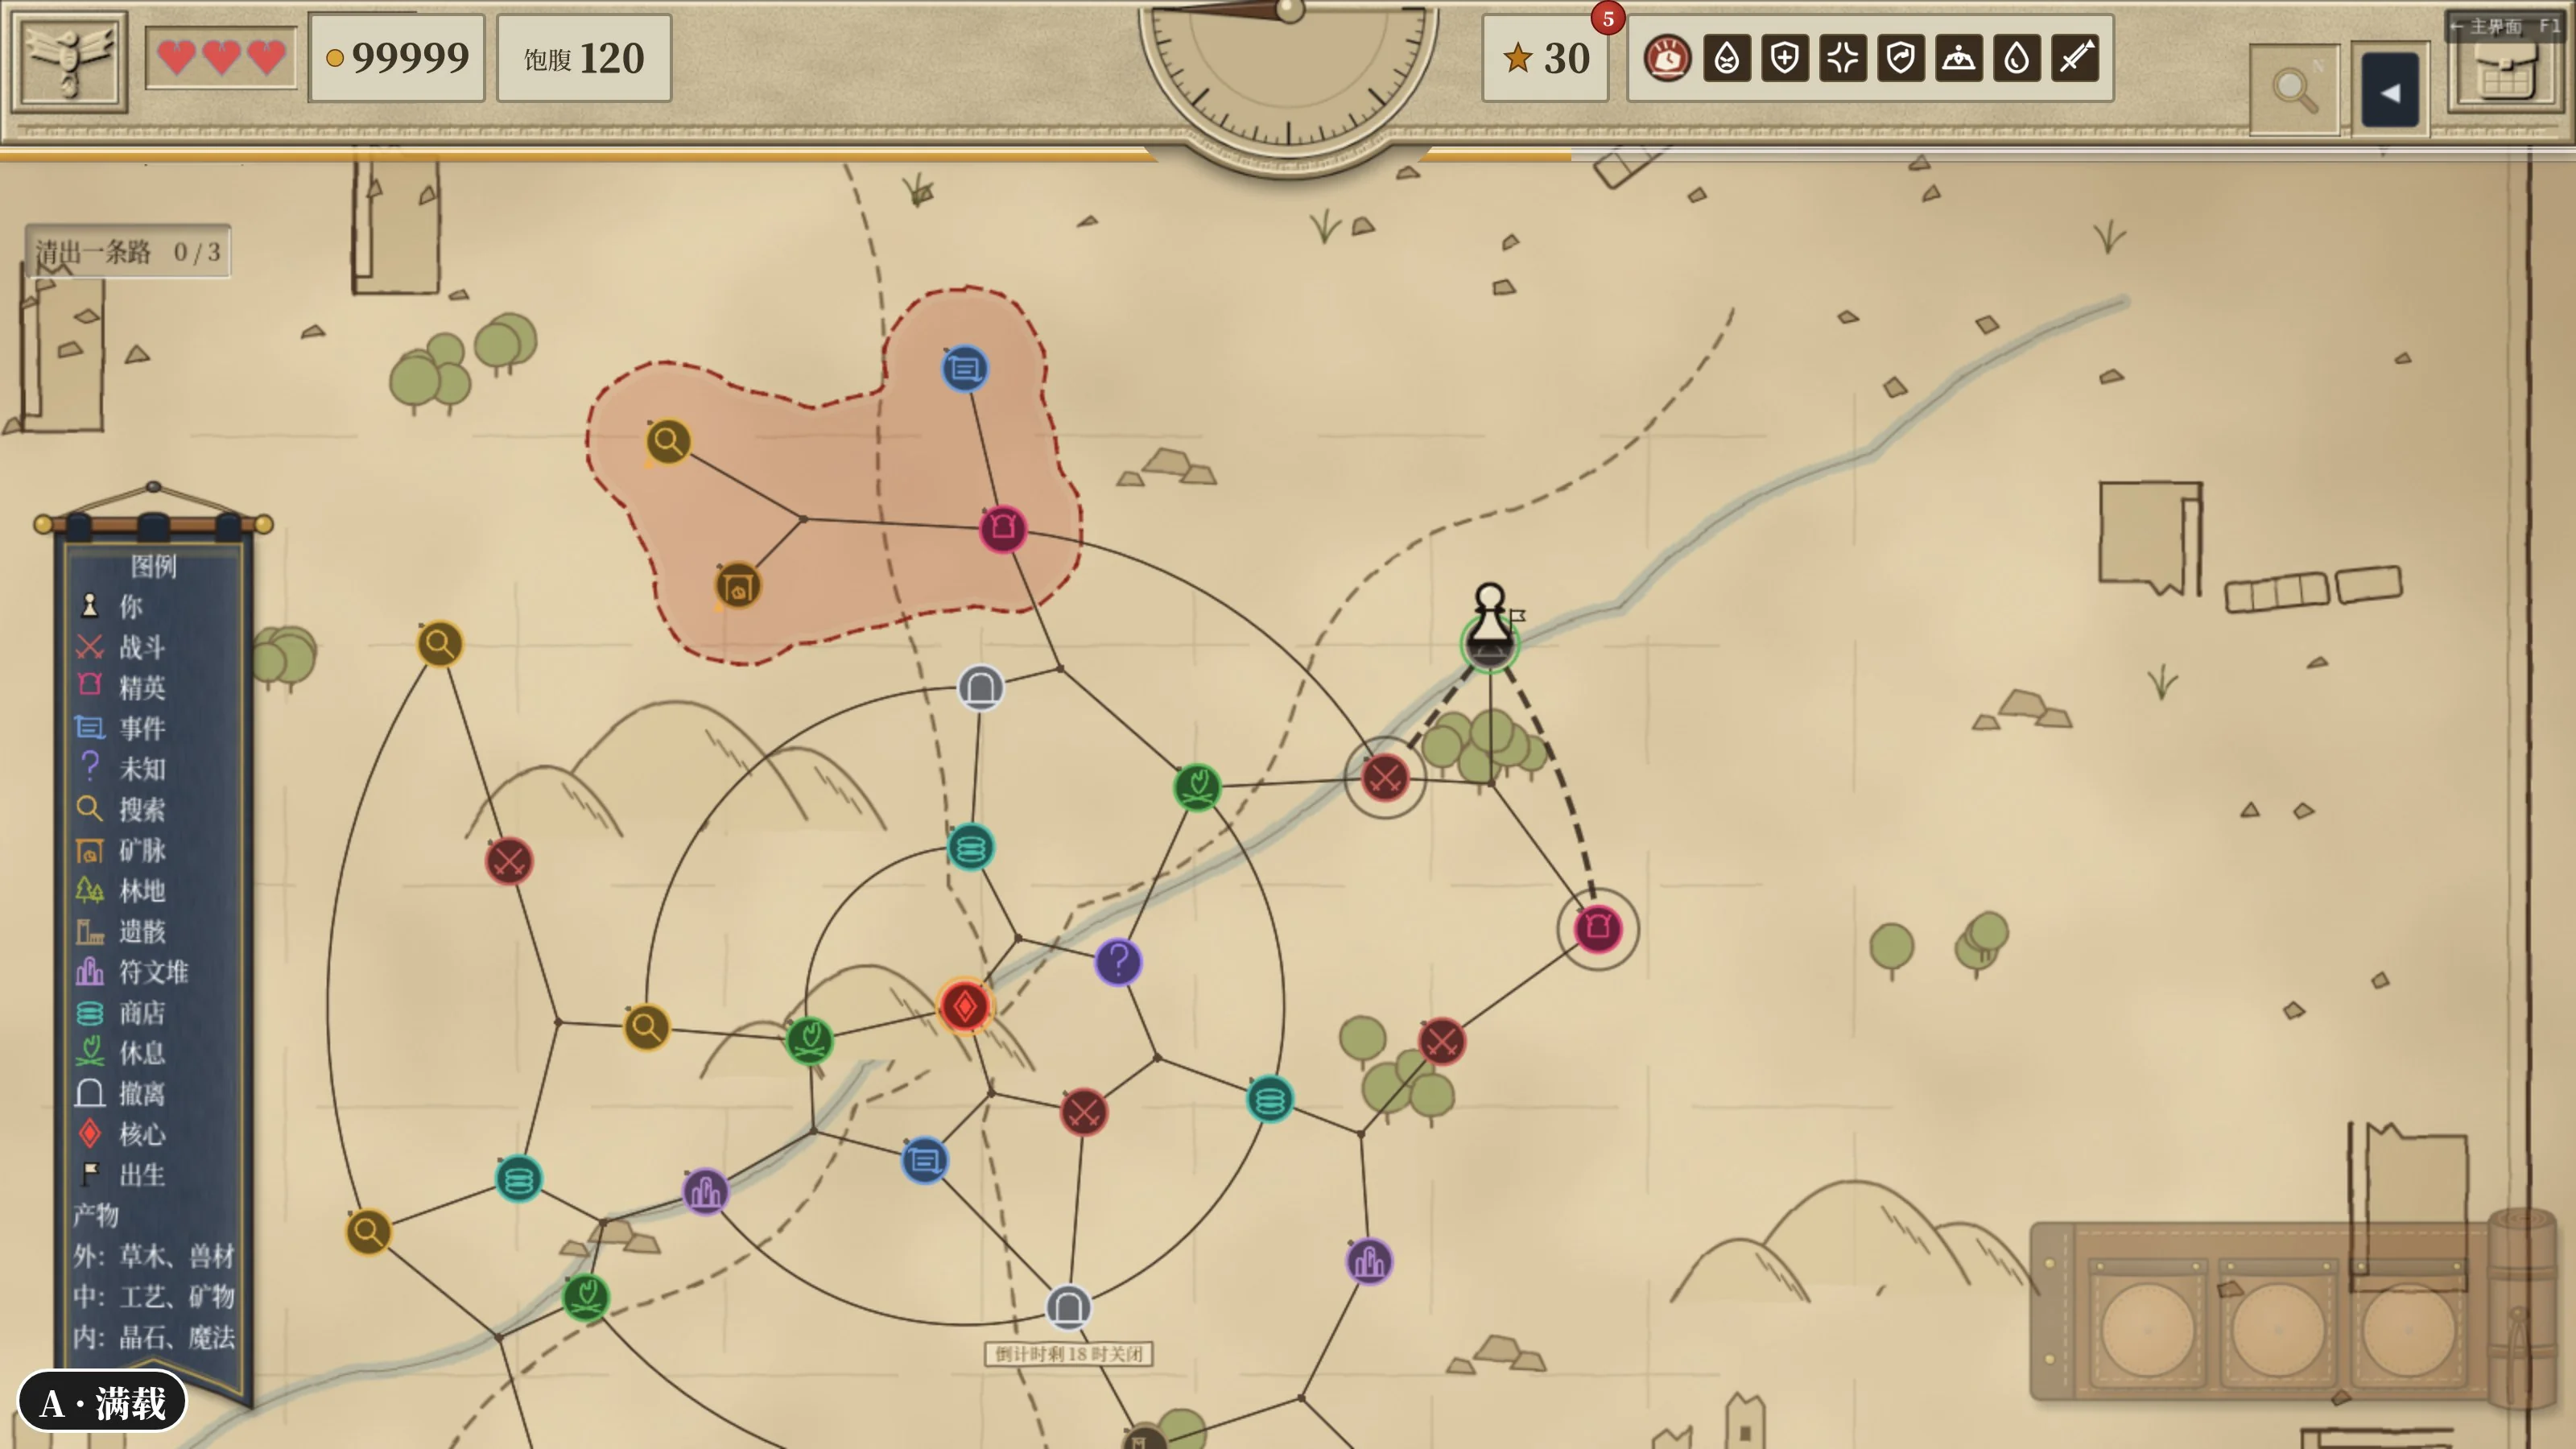 99999
饱腹 120
30
5
← 主界面 F1
N
清出一条路 0 / 3
图例
你
战斗
精英
事件
未知
搜索
矿脉
林地
遗骸
符文堆
商店
休息
撤离
核心
出生
产物
外：草木、兽材
中：工艺、矿物
内：晶石、魔法
倒计时剩 18 时关闭
A · 满载